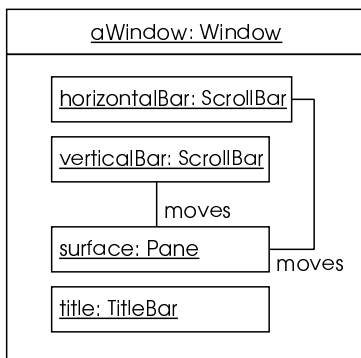 aWindow: Window
horizontalBar: ScrollBar
verticalBar: ScrollBar
moves
surface: Pane
moves
title: TitleBar